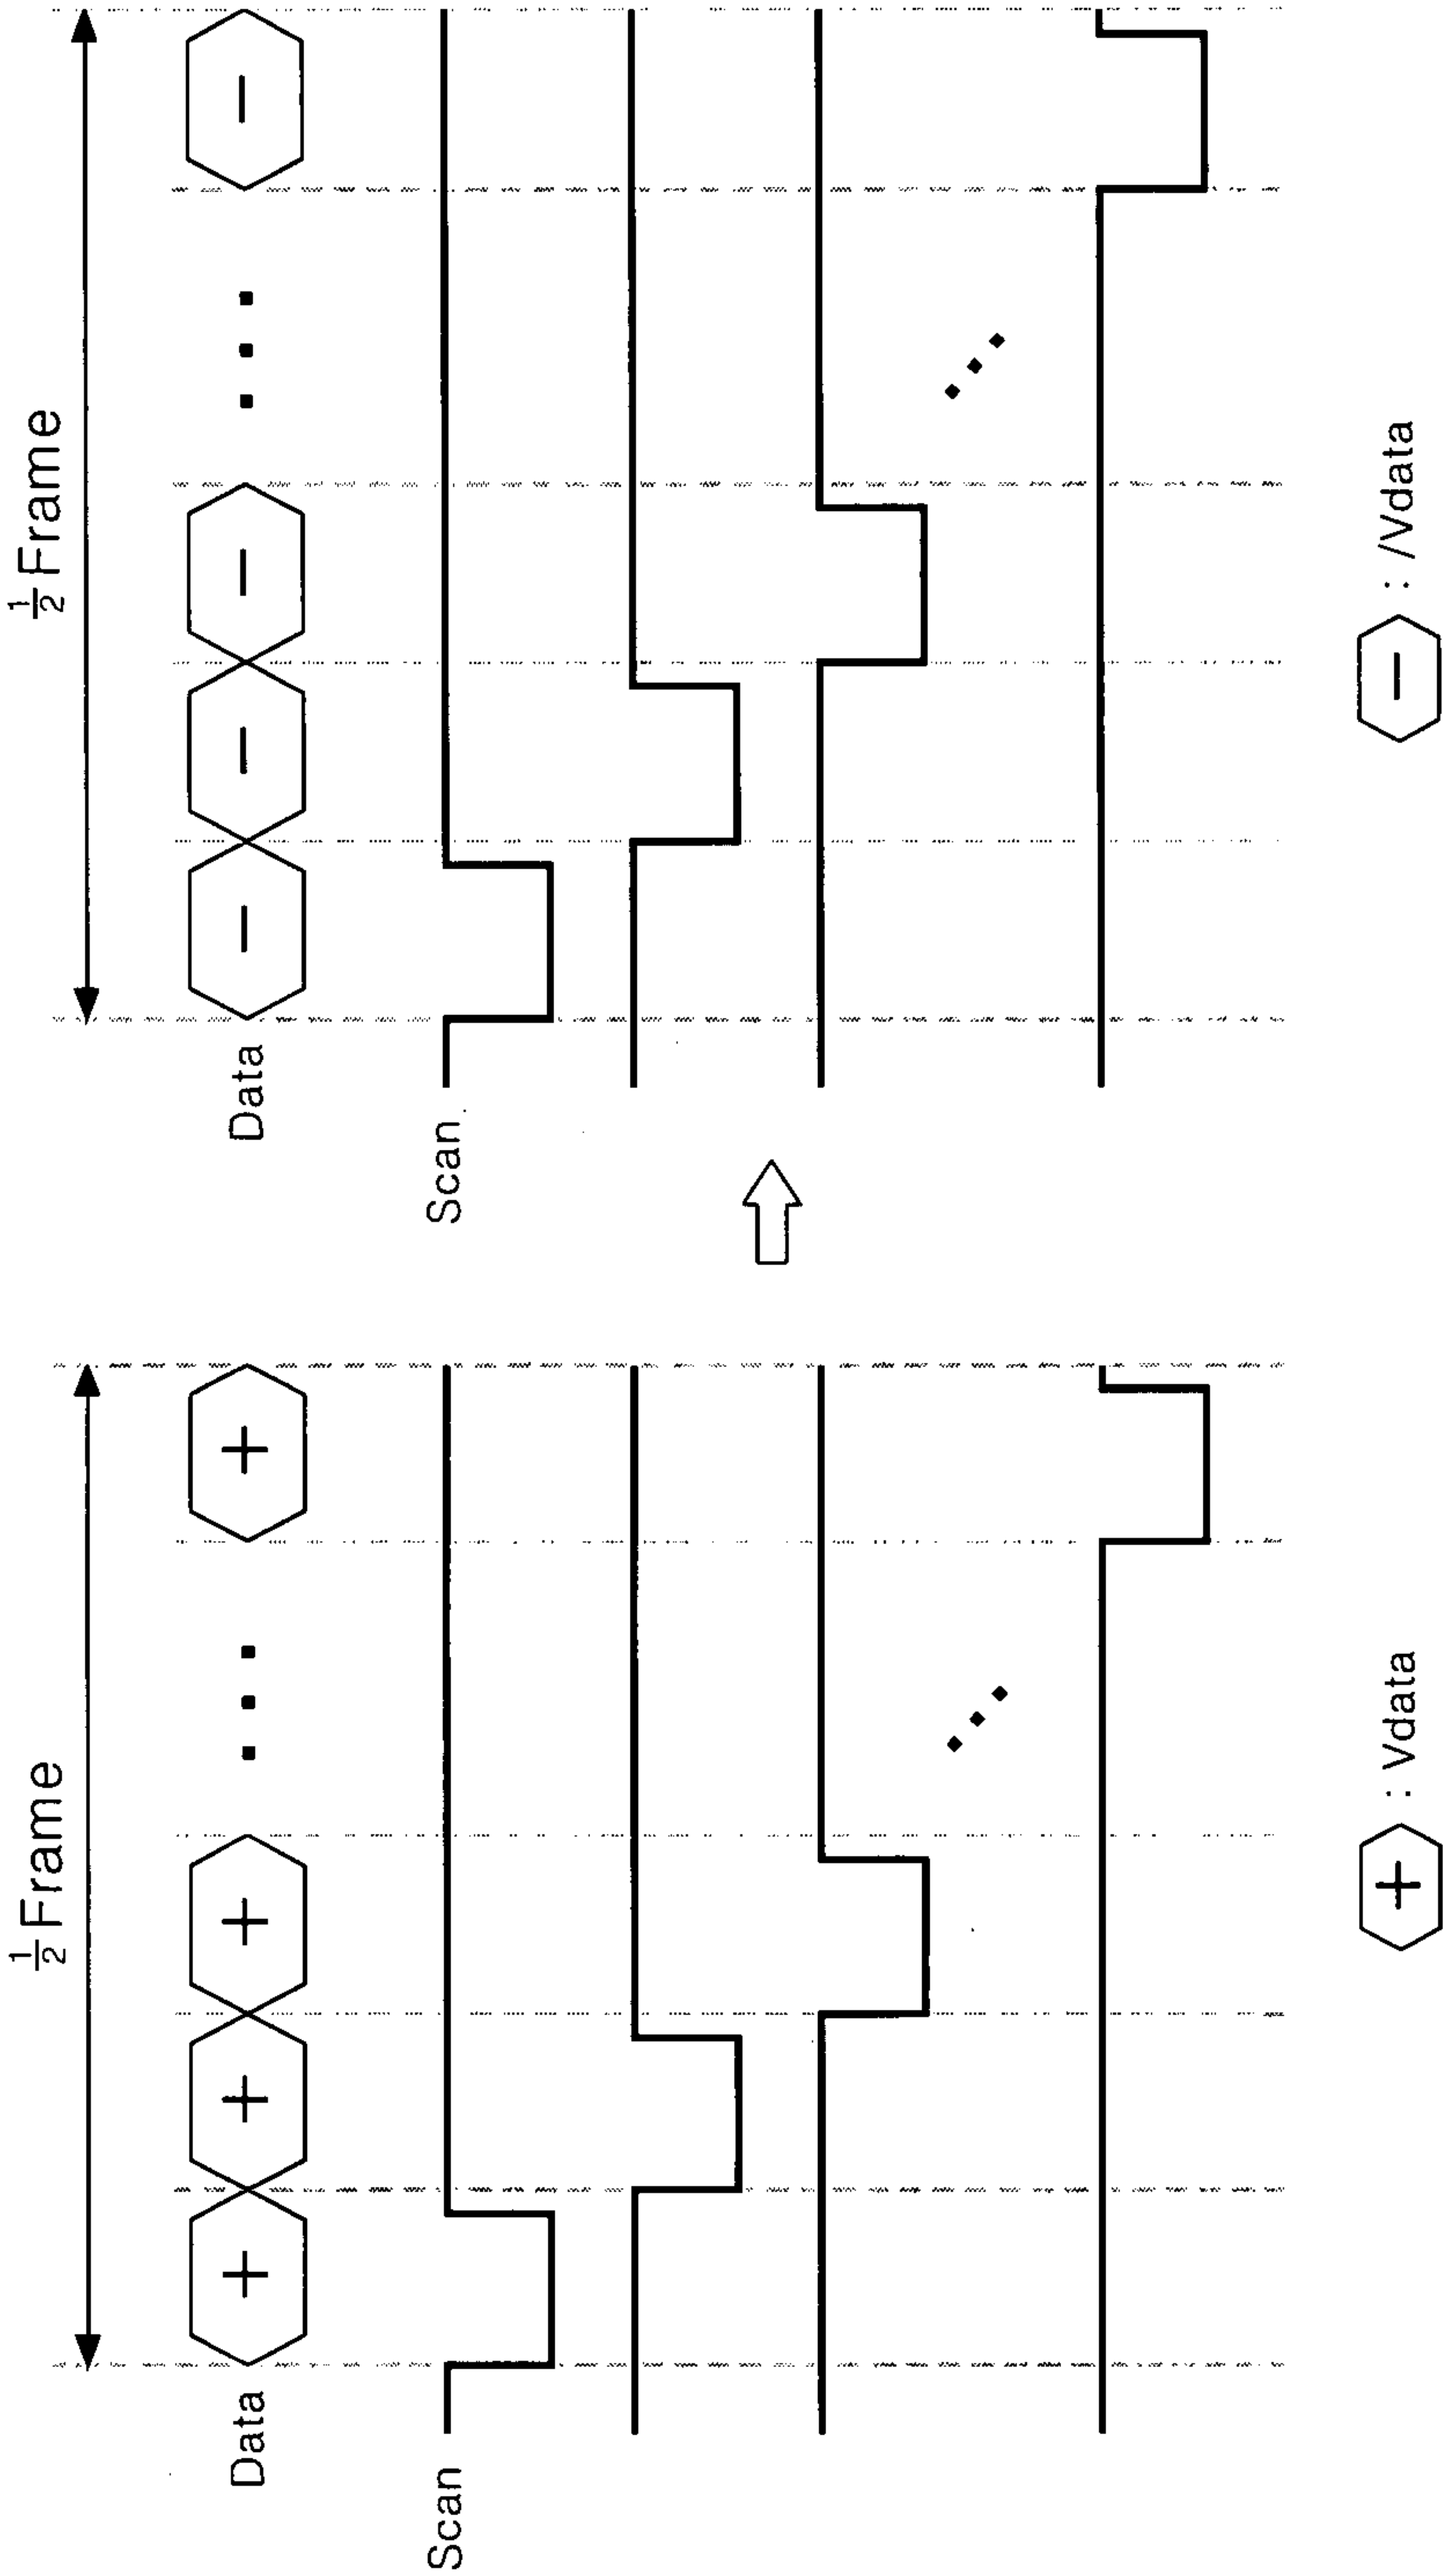 ½ Frame
Data + + + ... +
Scan
+ : Vdata
½ Frame
Data − − − ... −
Scan
− : /Vdata